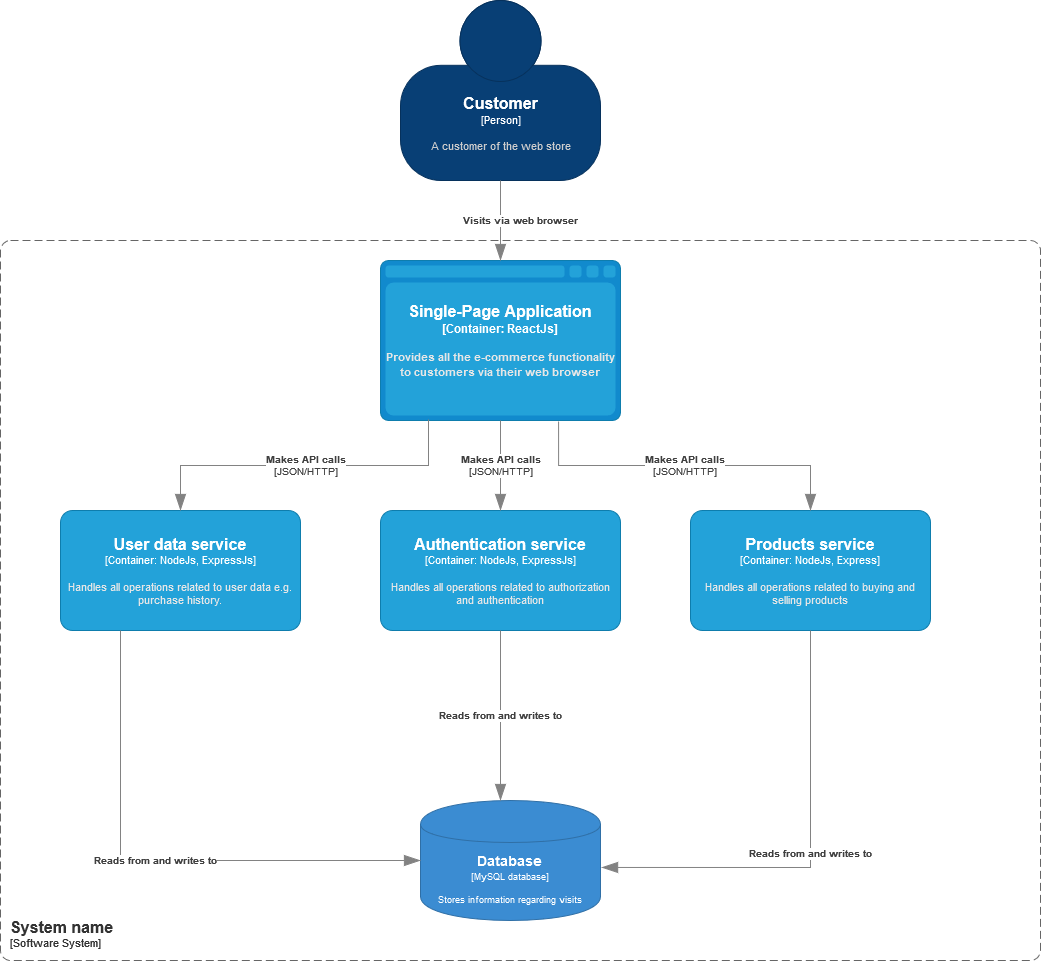 Customer
[Person]
A customer of the web store
Visits via web browser
Single-Page Application
[Container: ReactJs]
Provides all the e-commerce functionality
to customers via their web browser
Makes API calls
[JSON/HTTP]
Makes API calls
[JSON/HTTP]
Makes API calls
[JSON/HTTP]
User data service
[Container: NodeJs, ExpressJs]
Handles all operations related to user data e.g.
purchase history.
Authentication service
[Container: NodeJs, ExpressJs]
Handles all operations related to authorization
and authentication
Products service
[Container: NodeJs, Express]
Handles all operations related to buying and
selling products
Reads from and writes to
Reads from and writes to
Reads from and writes to
Database
[MySQL database]
Stores information regarding visits
System name
[Software System]